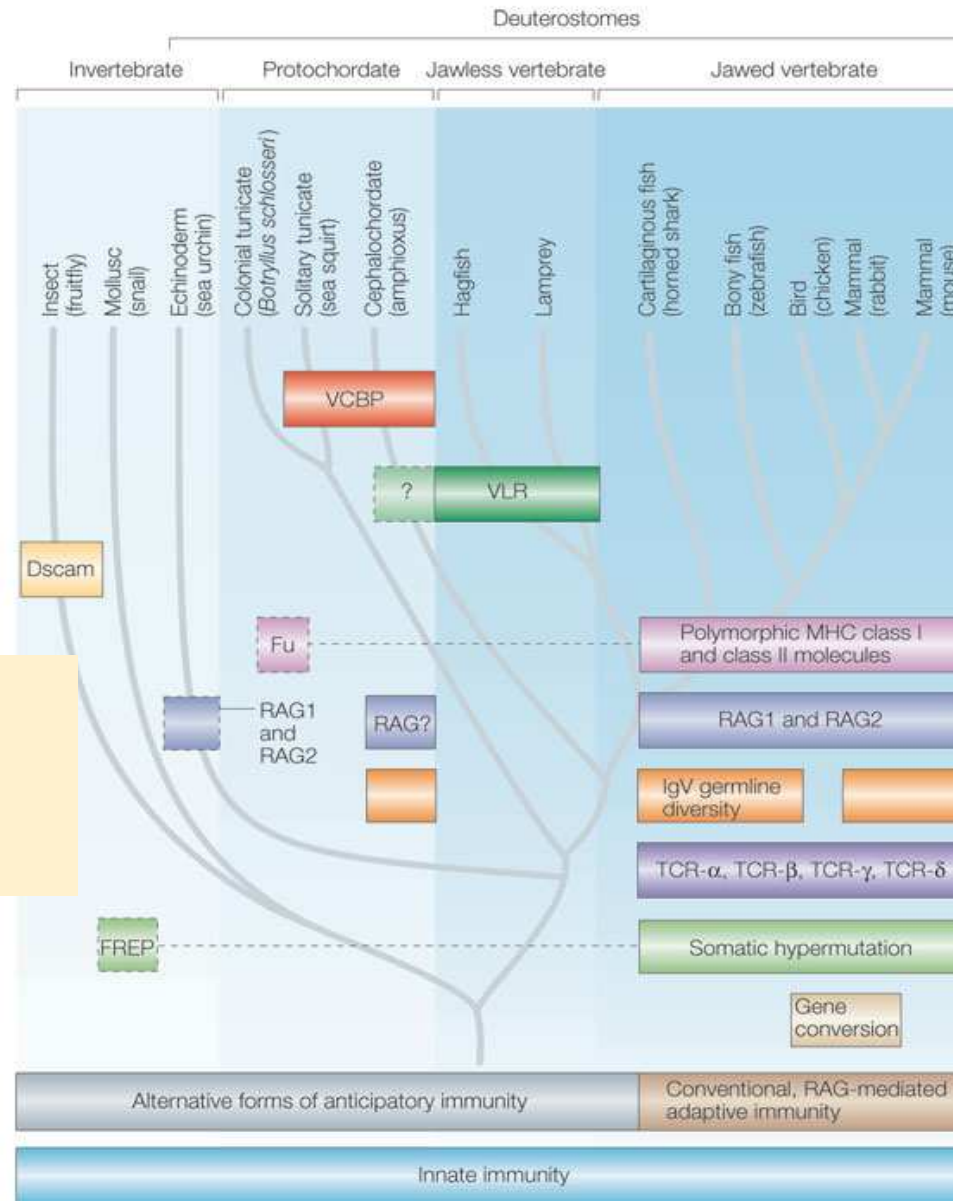 Deuterostomes
Invertebrate
Protochordate
Jawless vertebrate
Jawed vertebrate
Insect
(fruitfly)
Mollusc
(snail)
Echinoderm
(sea urchin)
Colonial tunicate
(Botryllus schlosseri)
Solitary tunicate
(sea squirt)
Cephalochordate
(amphioxus)
Hagfish
Lamprey
Cartilaginous fish
(horned shark)
Bony fish
(zebrafish)
Bird
(chicken)
Mammal
(rabbit)
Mammal
(mouse)
VCBP
?
VLR
Dscam
Fu
Polymorphic MHC class I
and class II molecules
RAG1
and
RAG2
RAG?
RAG1 and RAG2
IgV germline
diversity
TCR-α, TCR-β, TCR-γ, TCR-δ
FREP
Somatic hypermutation
Gene
conversion
Alternative forms of anticipatory immunity
Conventional, RAG-mediated
adaptive immunity
Innate immunity